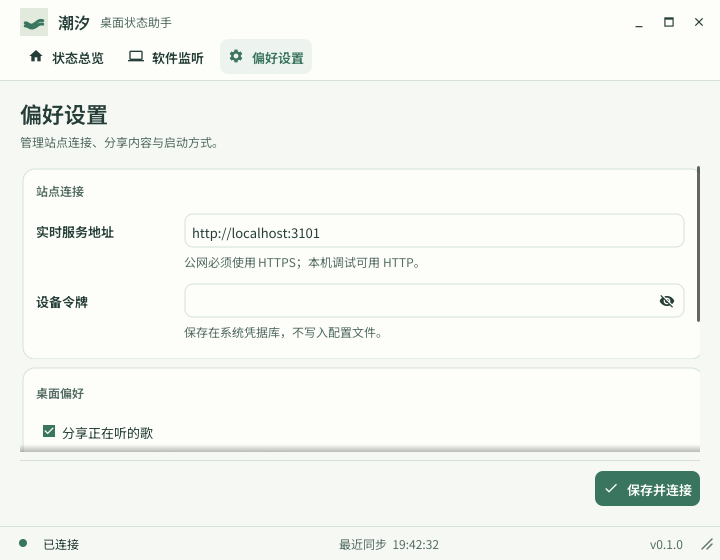 潮汐 桌面状态助手
状态总览 软件监听 偏好设置
偏好设置
管理站点连接、分享内容与启动方式。
站点连接
实时服务地址 http://localhost:3101
公网必须使用 HTTPS；本机调试可用 HTTP。
设备令牌
保存在系统凭据库，不写入配置文件。
桌面偏好
分享正在听的歌
保存并连接
已连接 最近同步 19:42:32 v0.1.0